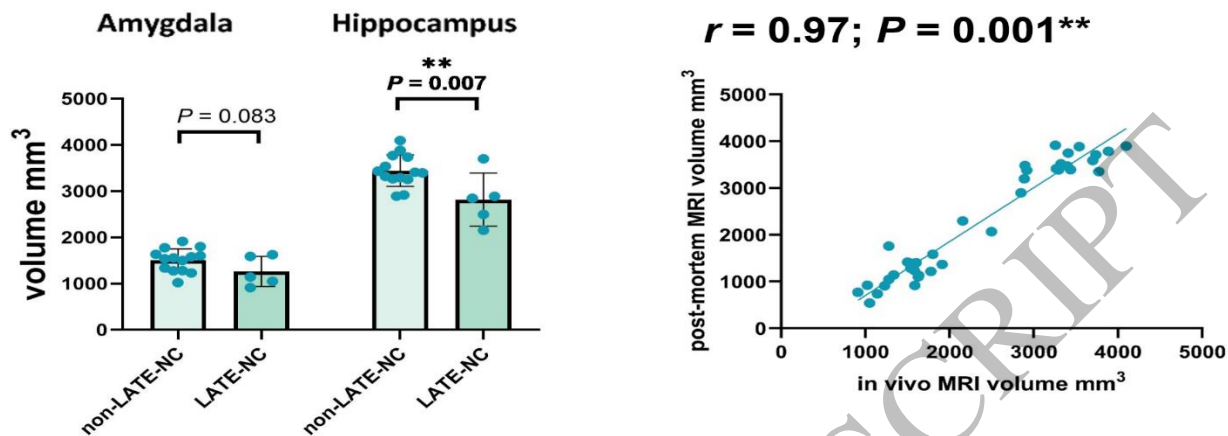 Amygdala
Hippocampus
**
P = 0.007
P = 0.083
volume mm³
5000
4000
3000
2000
1000
0
non-LATE-NC
LATE-NC
non-LATE-NC
LATE-NC
r = 0.97; P = 0.001**
post-mortem MRI volume mm³
5000
4000
3000
2000
1000
0
0 1000 2000 3000 4000 5000
in vivo MRI volume mm³
SCRIPT